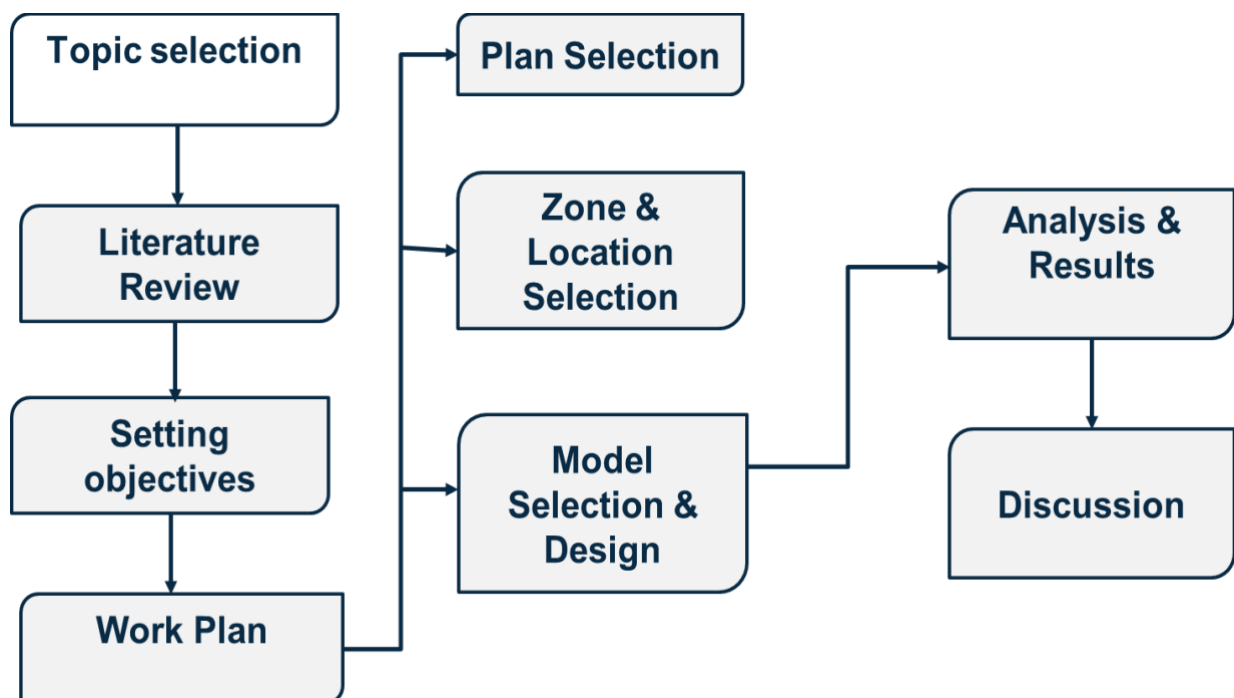 Topic selection
Literature
Review
Setting
objectives
Work Plan
Plan Selection
Zone &
Location
Selection
Model
Selection &
Design
Analysis &
Results
Discussion